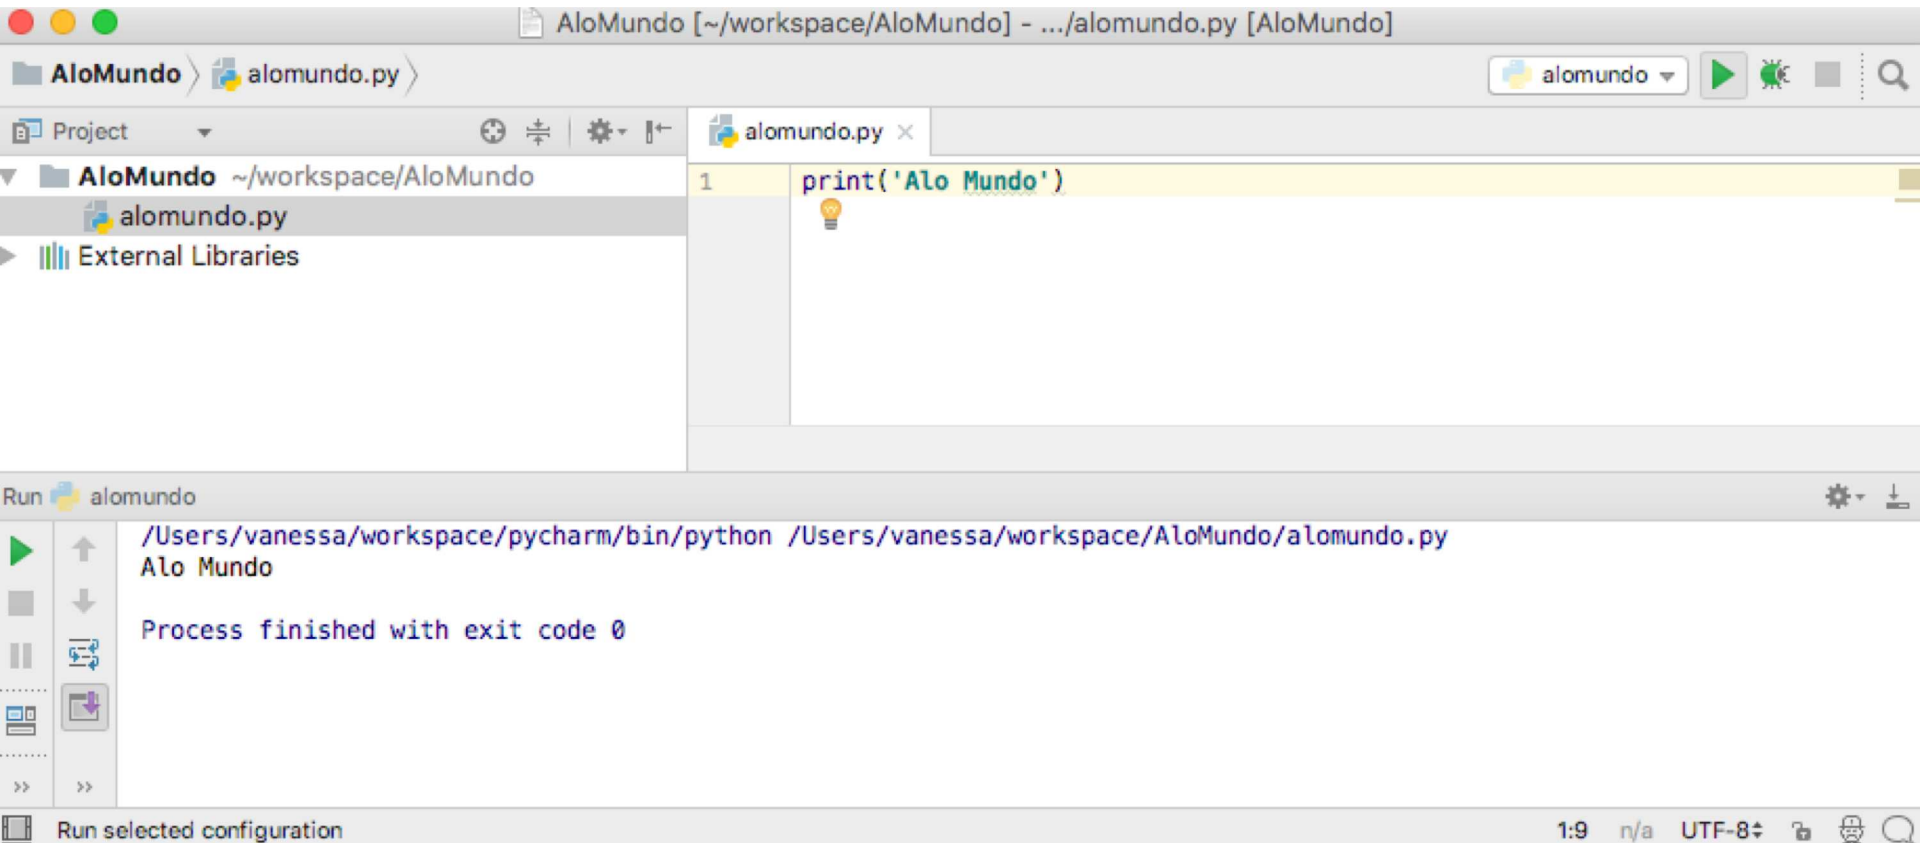 AloMundo [~/workspace/AloMundo] - .../alomundo.py [AloMundo]
AloMundo alomundo.py alomundo
Project alomundo.py
AloMundo ~/workspace/AloMundo
alomundo.py
External Libraries
1 print('Alo Mundo')
Run alomundo
/Users/vanessa/workspace/pycharm/bin/python /Users/vanessa/workspace/AloMundo/alomundo.py
Alo Mundo
Process finished with exit code 0
Run selected configuration 1:9 n/a UTF-8